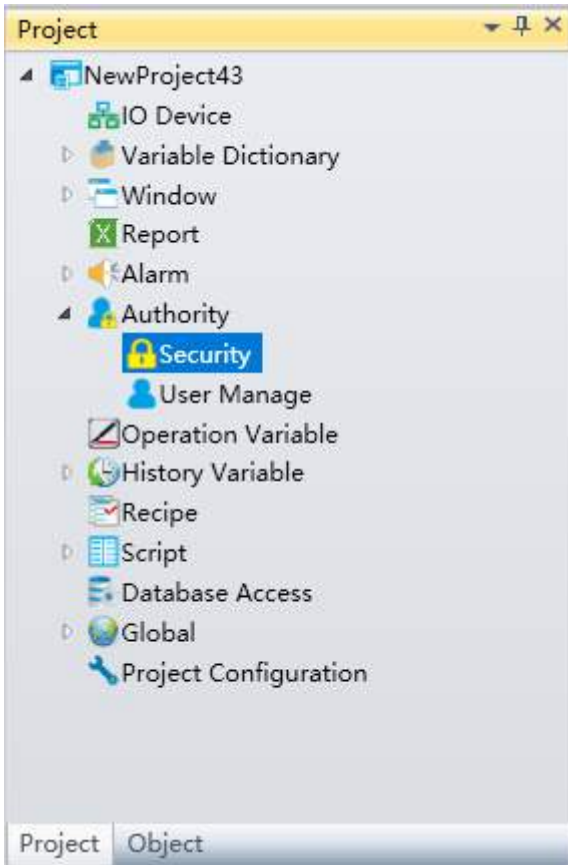 Project
NewProject43
IO Device
Variable Dictionary
Window
Report
Alarm
Authority
Security
User Manage
Operation Variable
History Variable
Recipe
Script
Database Access
Global
Project Configuration
Project Object